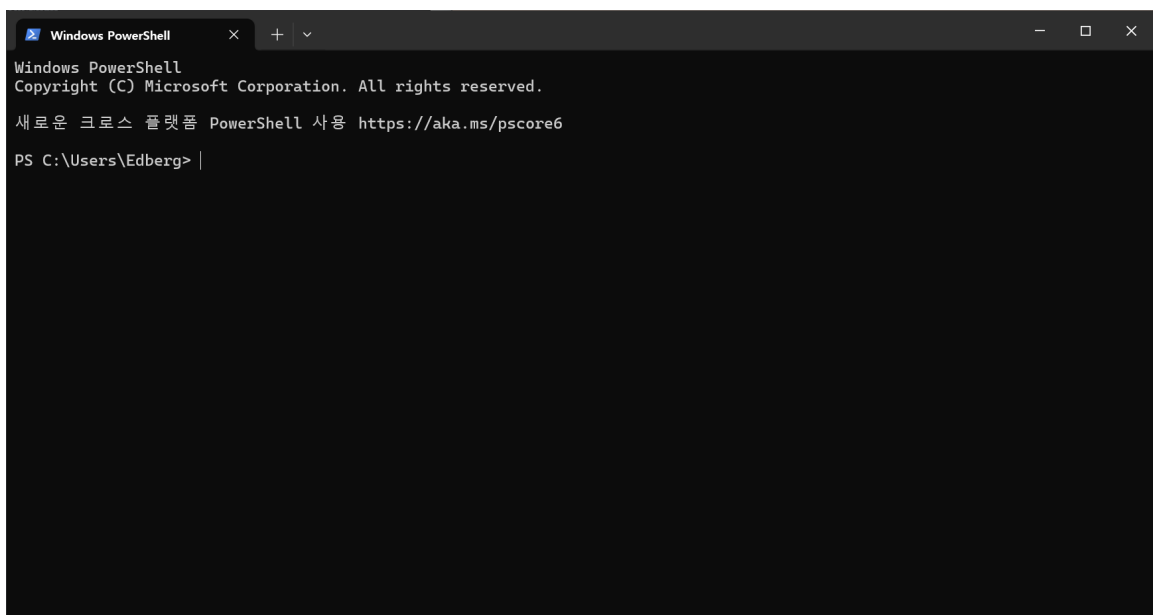 Windows PowerShell
Windows PowerShell
Copyright (C) Microsoft Corporation. All rights reserved.
새로운 크로스 플랫폼 PowerShell 사용 https://aka.ms/pscore6
PS C:\Users\Edberg>